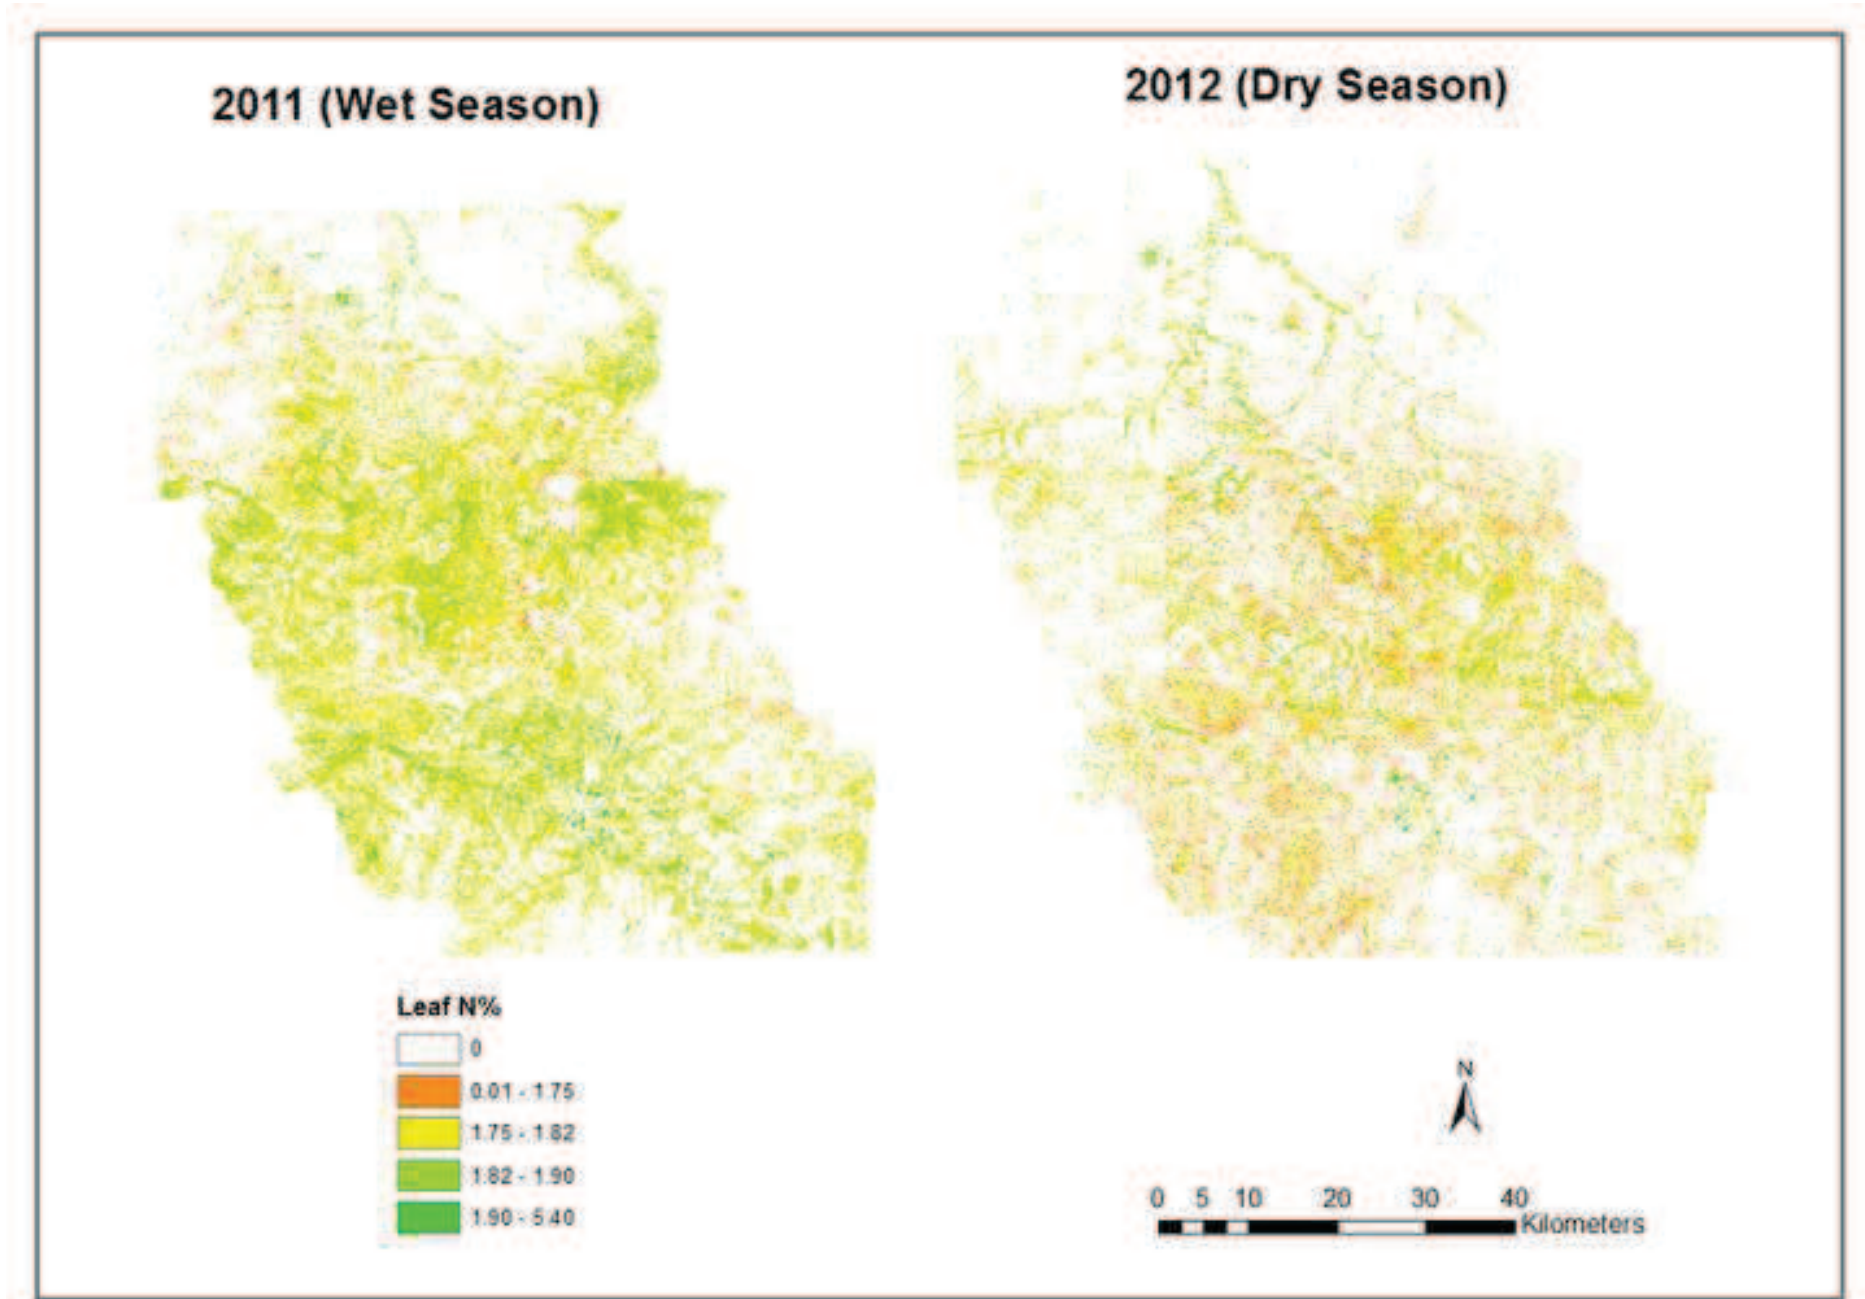 2011 (Wet Season)
2012 (Dry Season)
Leaf N%
0
0.01 - 1.75
1.75 - 1.82
1.82 - 1.90
1.90 - 5.40
N
0 5 10 20 30 40
Kilometers